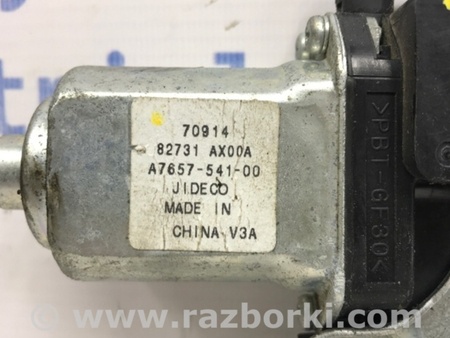 70914
82731 AX00A
A7657-541-00
JIDECO
MADE IN
CHINA V3A
>PBT-GF30<
© www.razborki.com